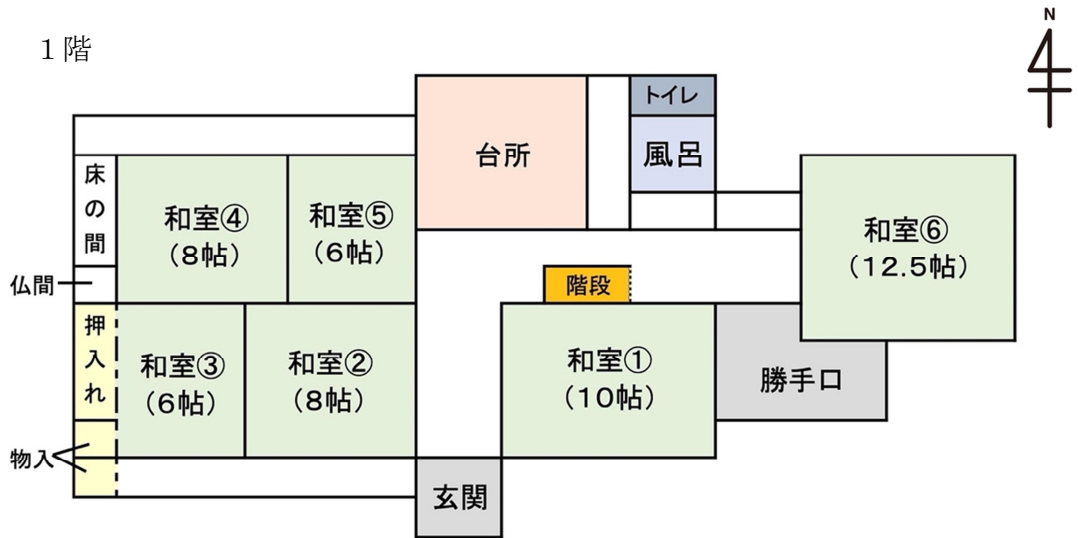 N
1階
トイレ
台所
風呂
床の間
和室④
(8帖)
和室⑤
(6帖)
和室⑥
(12.5帖)
仏間
階段
押入れ
和室③
(6帖)
和室②
(8帖)
和室①
(10帖)
勝手口
物入
玄関